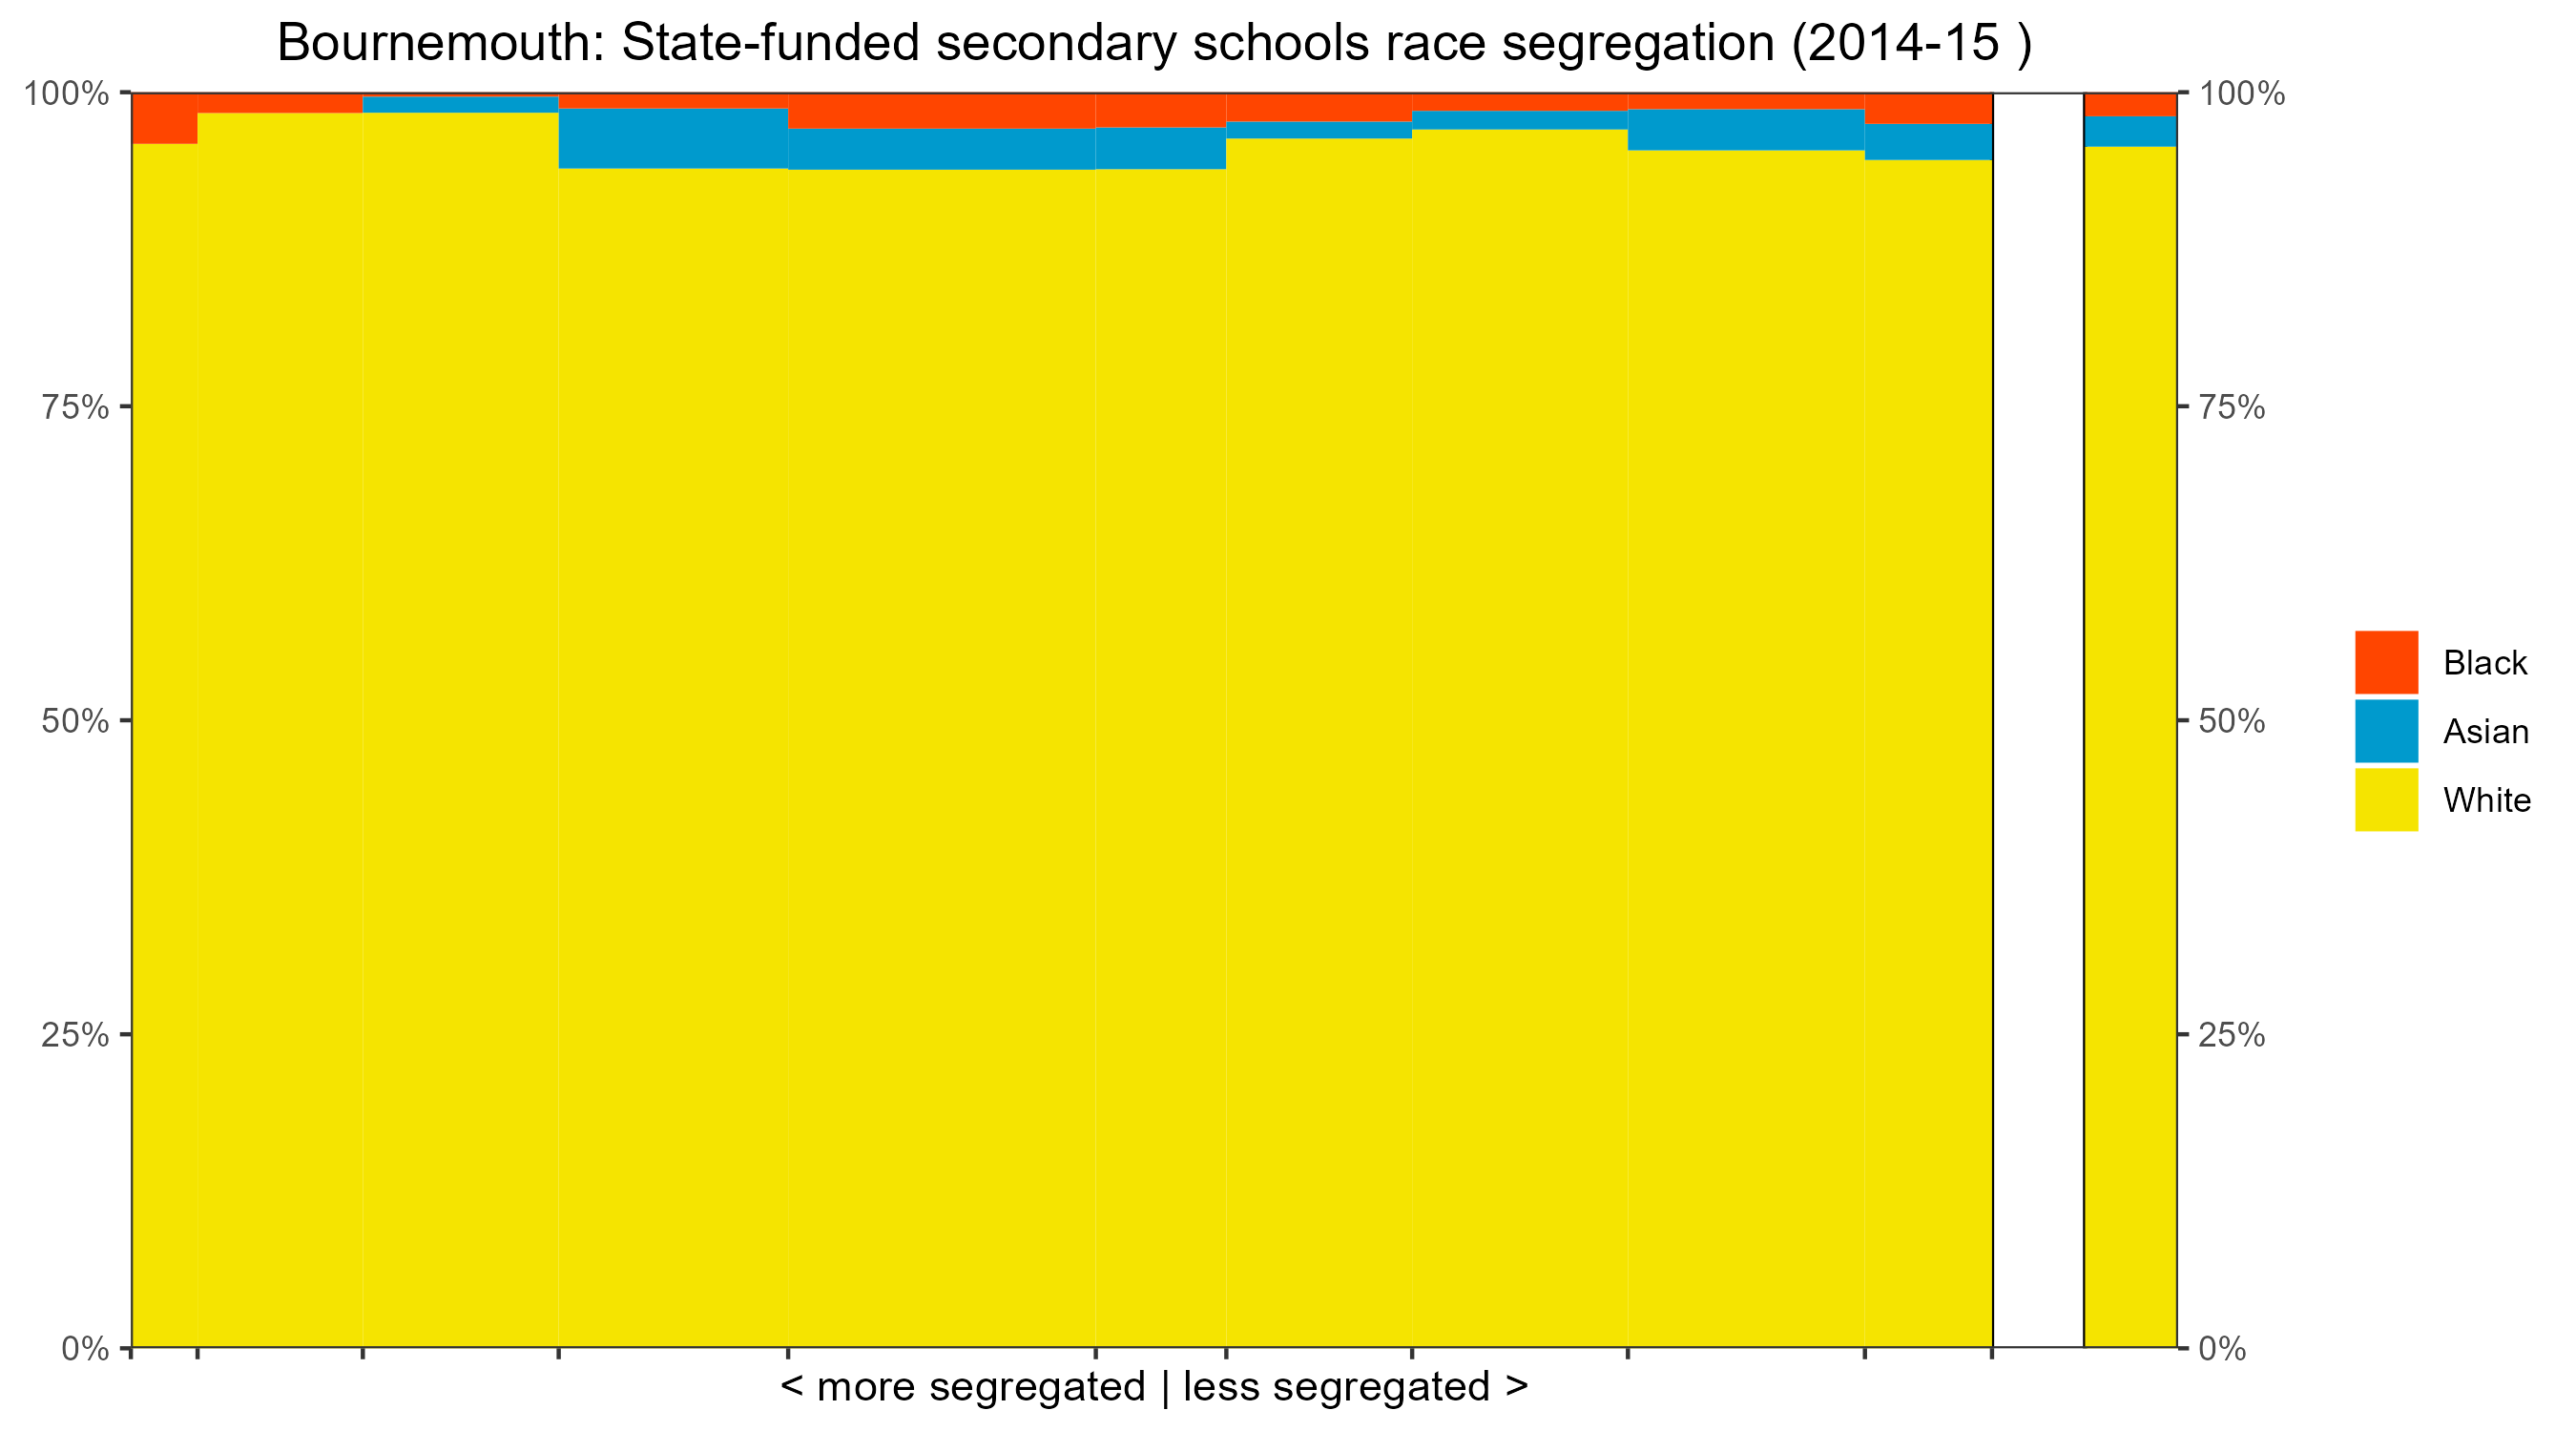 Bournemouth: State-funded secondary schools race segregation (2014-15 )
100%
75%
50%
25%
0%
100%
75%
50%
25%
0%
Black
Asian
White
< more segregated | less segregated >